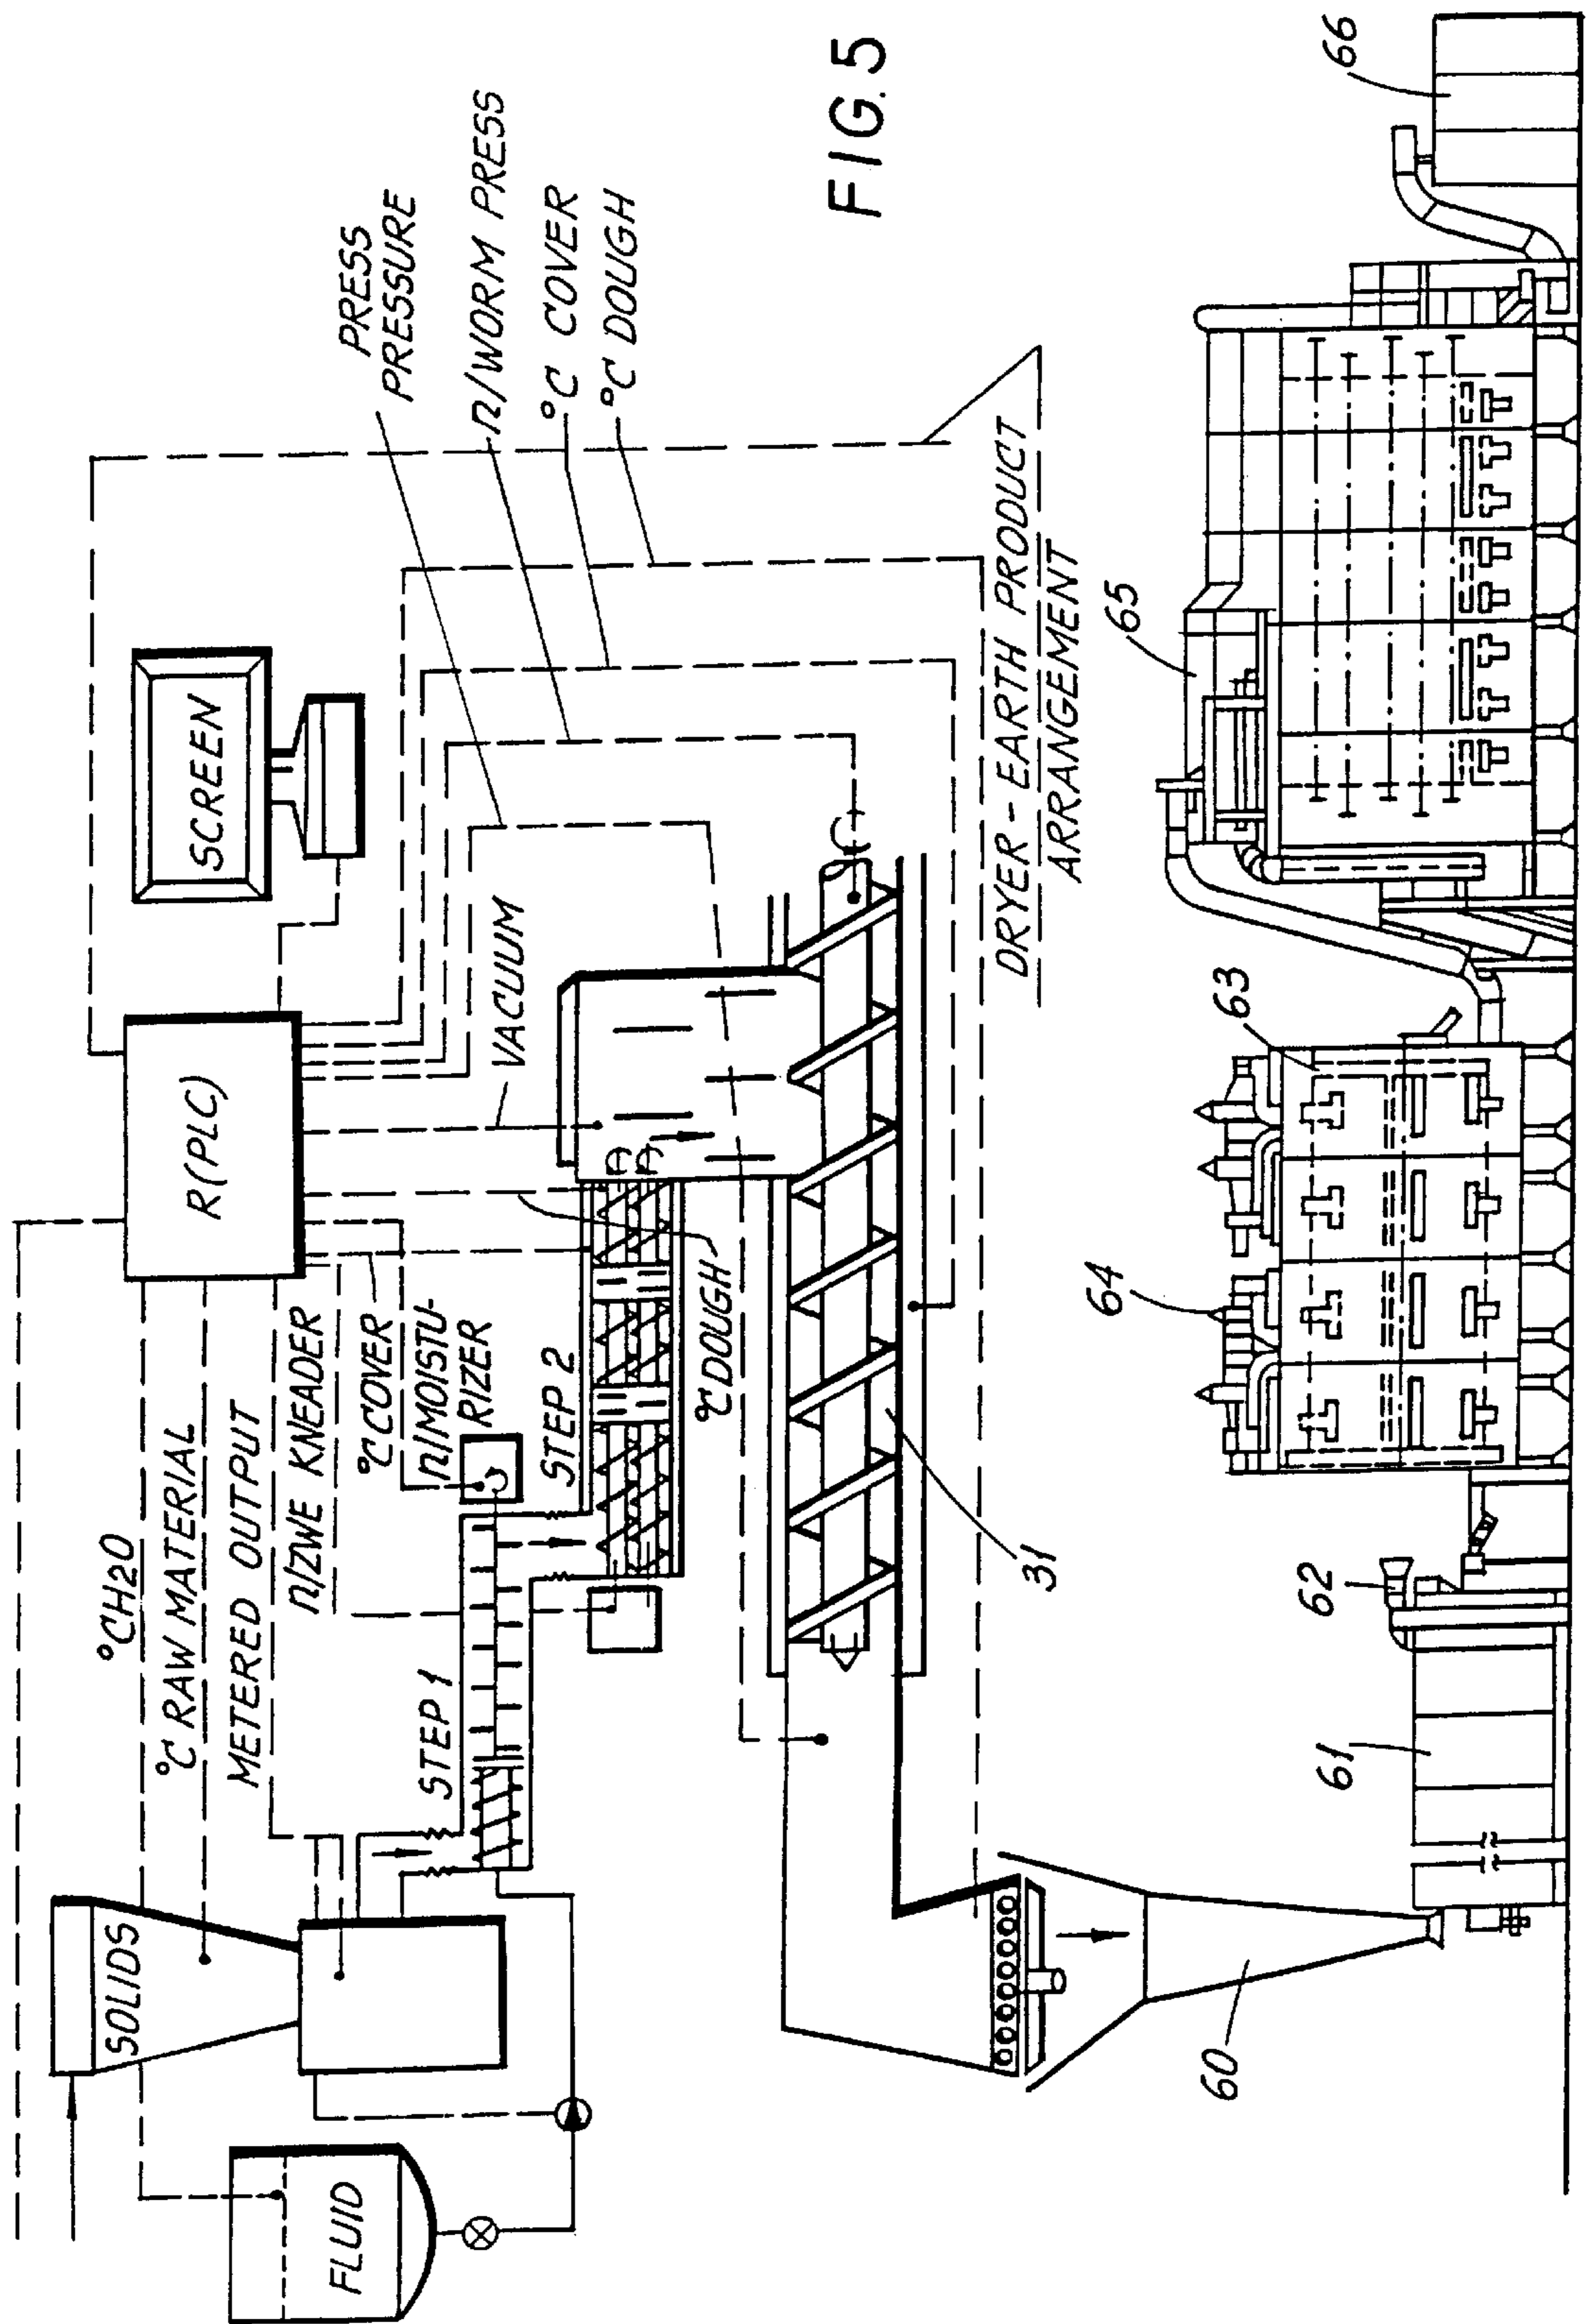 FLUID
SOLIDS
°CH2O
°C RAW MATERIAL
METERED OUTPUT
n/ZWE KNEADER
°C COVER
n/MOISTU-
RIZER
STEP 1
STEP 2
°C DOUGH
R(PLC)
SCREEN
VACUUM
PRESS
PRESSURE
n/WORM PRESS
°C COVER
°C DOUGH
FIG. 5
DRYER-EARTH PRODUCT
ARRANGEMENT
31
60
61
62
63
64
65
66